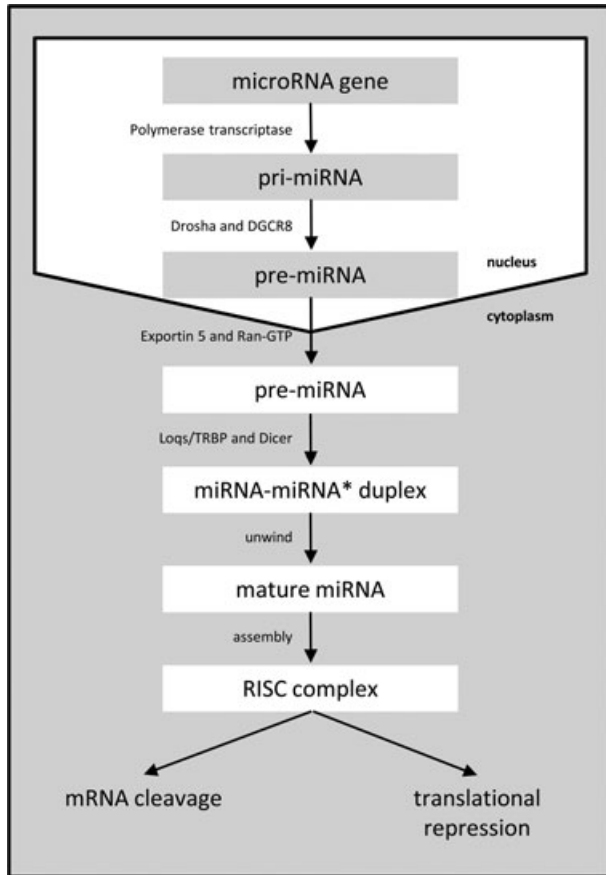 microRNA gene
Polymerase transcriptase
pri-miRNA
Drosha and DGCR8
pre-miRNA
nucleus
cytoplasm
Exportin 5 and Ran-GTP
pre-miRNA
Loqs/TRBP and Dicer
miRNA-miRNA* duplex
unwind
mature miRNA
assembly
RISC complex
mRNA cleavage
translational
repression